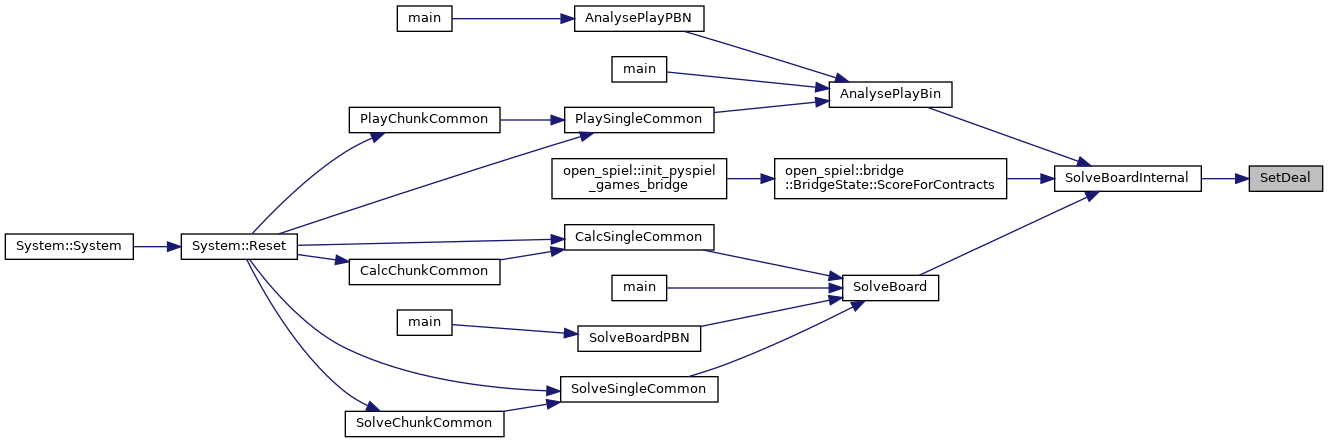 main
AnalysePlayPBN
main
AnalysePlayBin
PlayChunkCommon
PlaySingleCommon
open_spiel::init_pyspiel
_games_bridge
open_spiel::bridge
::BridgeState::ScoreForContracts
SolveBoardInternal
SetDeal
System::System
System::Reset
CalcSingleCommon
CalcChunkCommon
main
SolveBoard
main
SolveBoardPBN
SolveSingleCommon
SolveChunkCommon